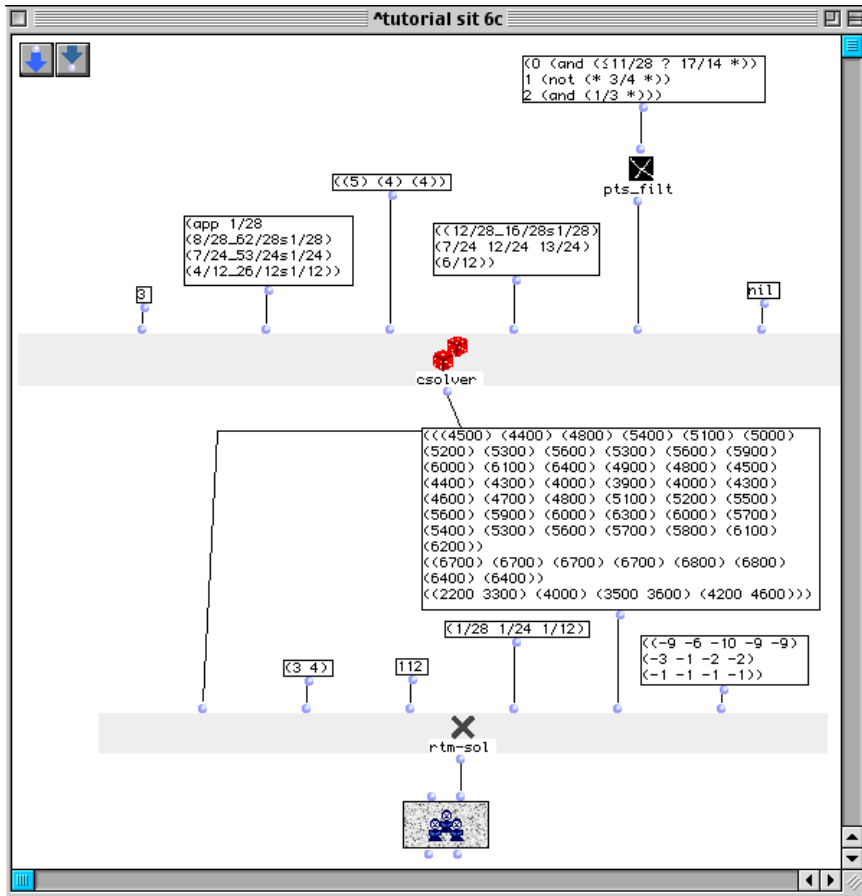 ^tutorial sit 6c
(0 (and (≤11/28 ? 17/14 *))
1 (not (* 3/4 *))
2 (and (1/3 *)))
pts_filt
((5) (4) (4))
(app 1/28
(8/28_62/28s1/28)
(7/24_53/24s1/24)
(4/12_26/12s1/12))
((12/28_16/28s1/28)
(7/24 12/24 13/24)
(6/12))
3
nil
csolver
(((4500) (4400) (4800) (5400) (5100) (5000)
(5200) (5300) (5600) (5300) (5600) (5900)
(6000) (6100) (6400) (4900) (4800) (4500)
(4400) (4300) (4000) (3900) (4000) (4300)
(4600) (4700) (4800) (5100) (5200) (5500)
(5600) (5900) (6000) (6300) (6000) (5700)
(5400) (5300) (5600) (5700) (5800) (6100)
(6200))
((6700) (6700) (6700) (6700) (6800) (6800)
(6400) (6400))
((2200 3300) (4000) (3500 3600) (4200 4600)))
(3 4)
112
(1/28 1/24 1/12)
((-9 -6 -10 -9 -9)
(-3 -1 -2 -2)
(-1 -1 -1 -1))
rtm-sol